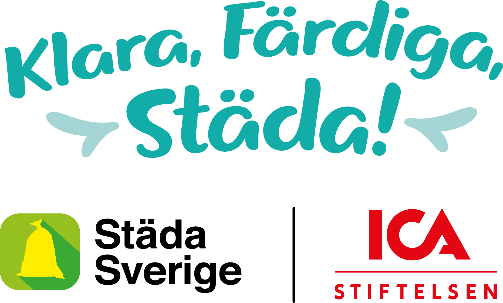 Klara, Färdiga,
Städa!
Städa
Sverige
ICA
STIFTELSEN